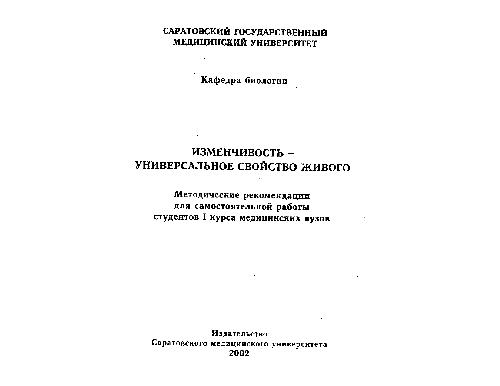 САРАТОВСКИЙ ГОСУДАРСТВЕННЫЙ
МЕДИЦИНСКИЙ УНИВЕРСИТЕТ
Кафедра биологии
ИЗМЕНЧИВОСТЬ –
УНИВЕРСАЛЬНОЕ СВОЙСТВО ЖИВОГО
Методические рекомендации
для самостоятельной работы
студентов I курса медицинских вузов
Издательство
Саратовского медицинского университета
2002